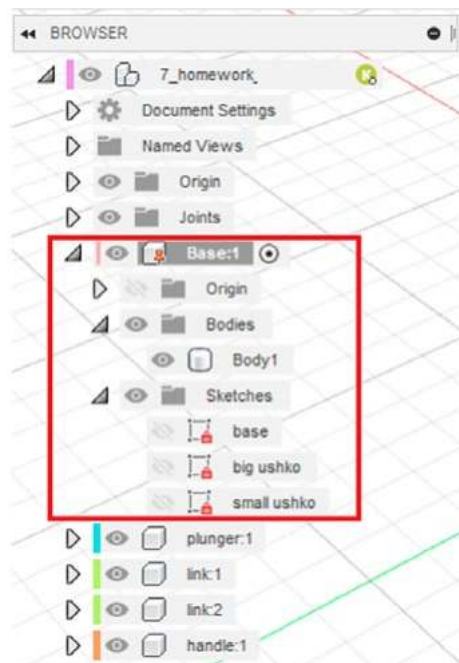 BROWSER
7_homework_
Document Settings
Named Views
Origin
Joints
Base:1
Origin
Bodies
Body1
Sketches
base
big ushko
small ushko
plunger:1
link:1
link:2
handle:1